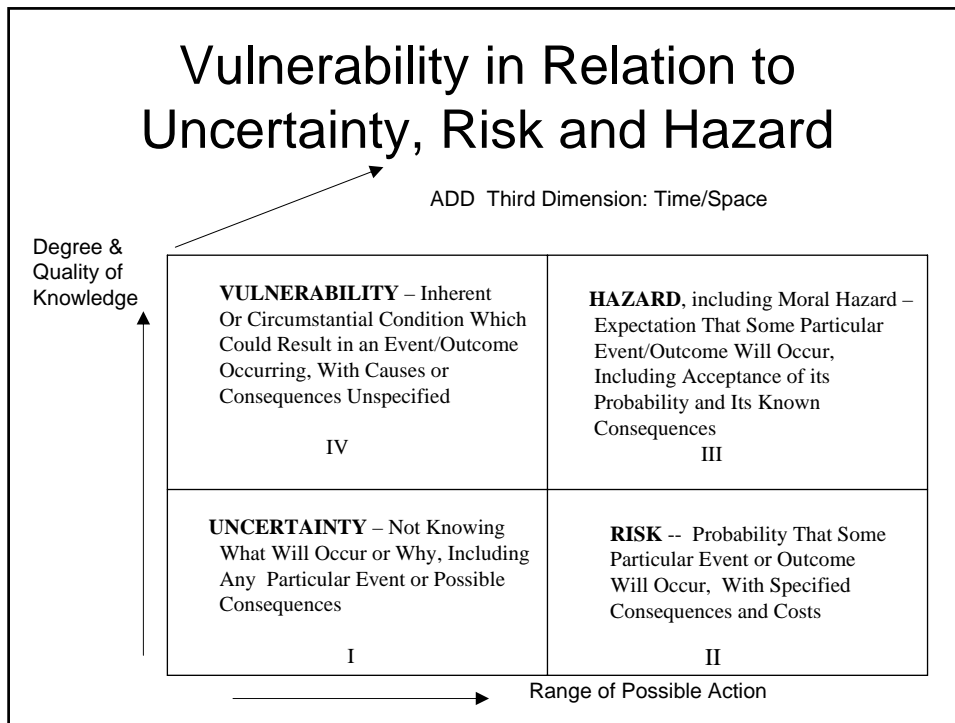 Vulnerability in Relation to
Uncertainty, Risk and Hazard
ADD Third Dimension: Time/Space
Degree &
Quality of
Knowledge
VULNERABILITY – Inherent
Or Circumstantial Condition Which
Could Result in an Event/Outcome
Occurring, With Causes or
Consequences Unspecified
IV
HAZARD, including Moral Hazard –
Expectation That Some Particular
Event/Outcome Will Occur,
Including Acceptance of its
Probability and Its Known
Consequences
III
UNCERTAINTY – Not Knowing
What Will Occur or Why, Including
Any Particular Event or Possible
Consequences
I
RISK -- Probability That Some
Particular Event or Outcome
Will Occur, With Specified
Consequences and Costs
II
Range of Possible Action